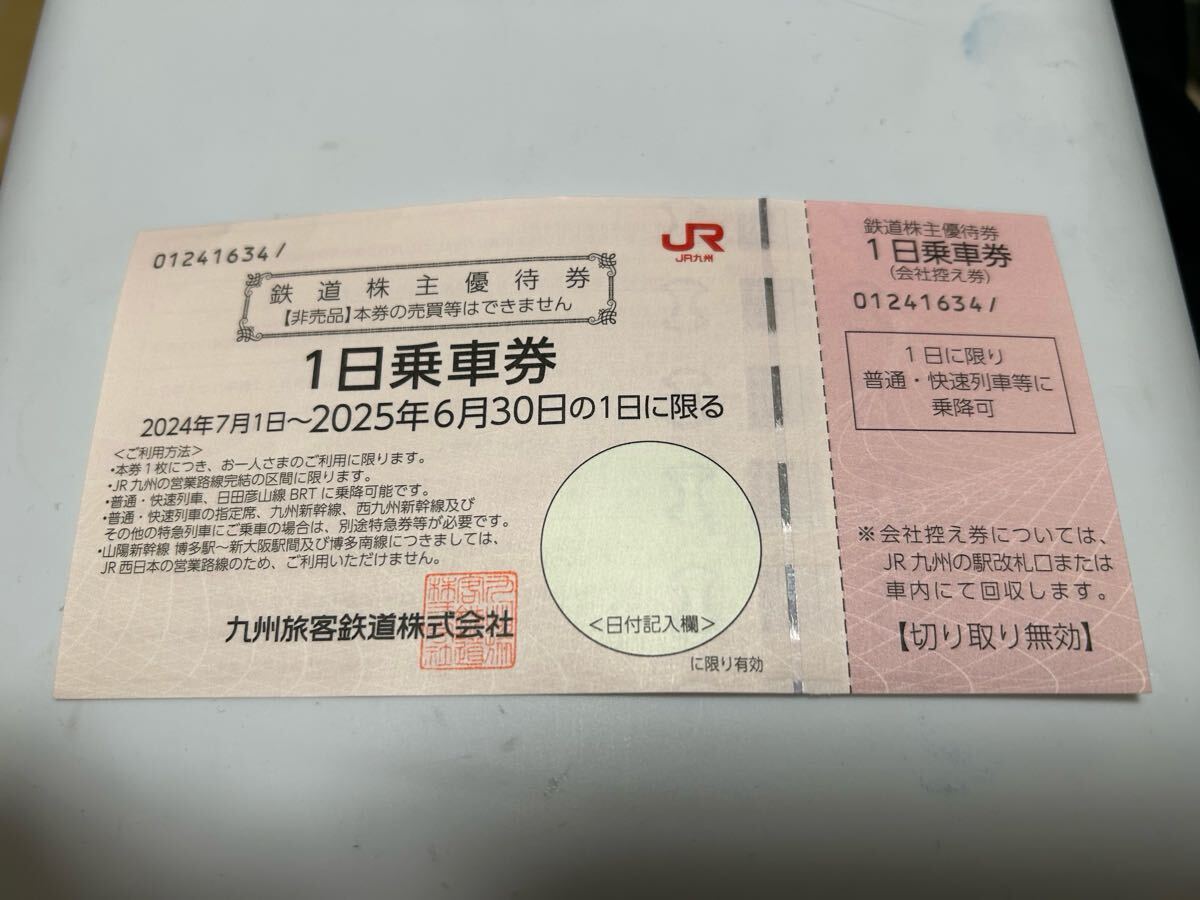 01241634/
JR
JR九州
鉄道株主優待券
【非売品】本券の売買等はできません
1日乗車券
2024年7月1日～2025年6月30日の1日に限る
＜ご利用方法＞
・本券1枚につき、お一人さまのご利用に限ります。
・JR九州の営業路線完結の区間に限ります。
・普通・快速列車、日田彦山線BRTに乗降可能です。
・普通・快速列車の指定席、九州新幹線、西九州新幹線及び
その他の特急列車にご乗車の場合は、別途特急券等が必要です。
・山陽新幹線 博多駅～新大阪駅間及び博多南線につきましては、
JR西日本の営業路線のため、ご利用いただけません。
九州旅客鉄道株式会社
＜日付記入欄＞
に限り有効
鉄道株主優待券
1日乗車券
（会社控え券）
01241634/
1日に限り
普通・快速列車等に
乗降可
※会社控え券については、
JR九州の駅改札口または
車内にて回収します。
【切り取り無効】